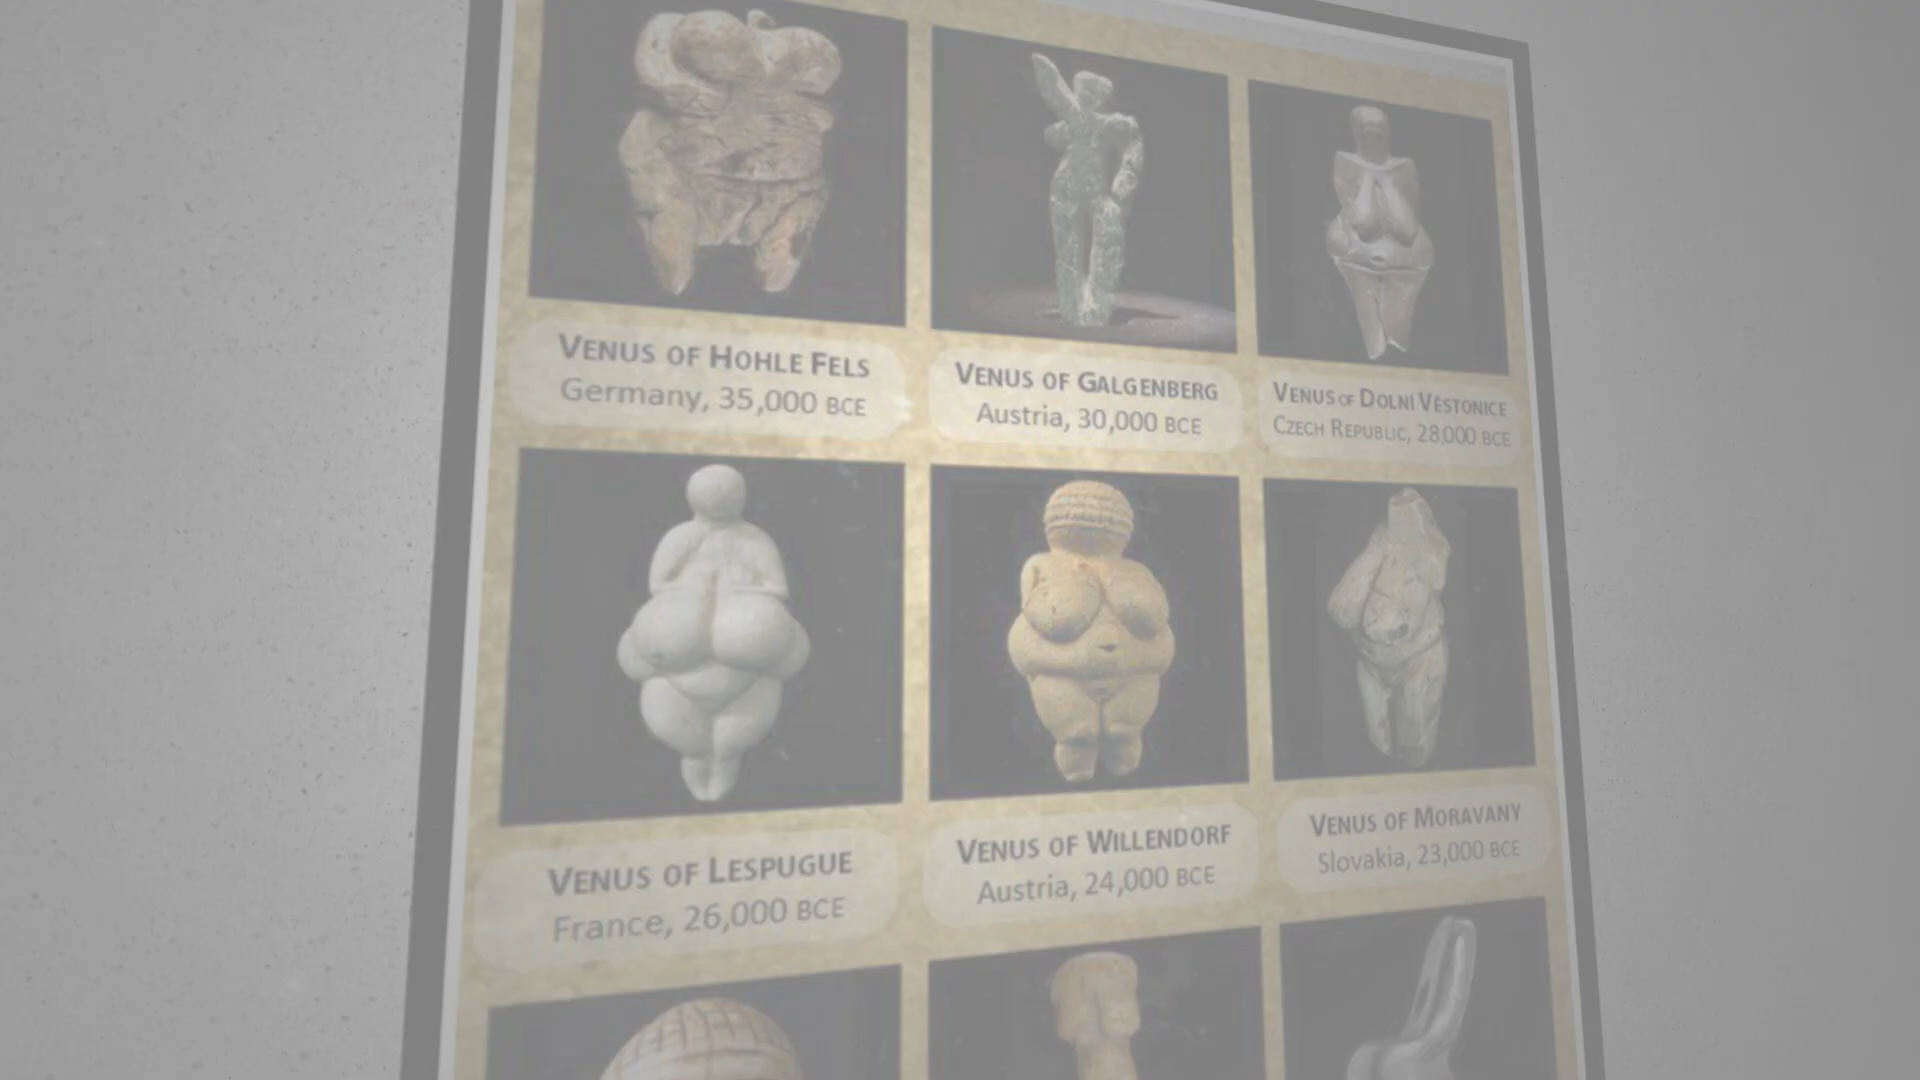 VENUS OF HOHLE FELS
Germany, 35,000 BCE
VENUS OF GALGENBERG
Austria, 30,000 BCE
VENUS OF DOLNÍ VĚSTONICE
CZECH REPUBLIC, 28,000 BCE
VENUS OF LESPUGUE
France, 26,000 BCE
VENUS OF WILLENDORF
Austria, 24,000 BCE
VENUS OF MORAVANY
Slovakia, 23,000 BCE